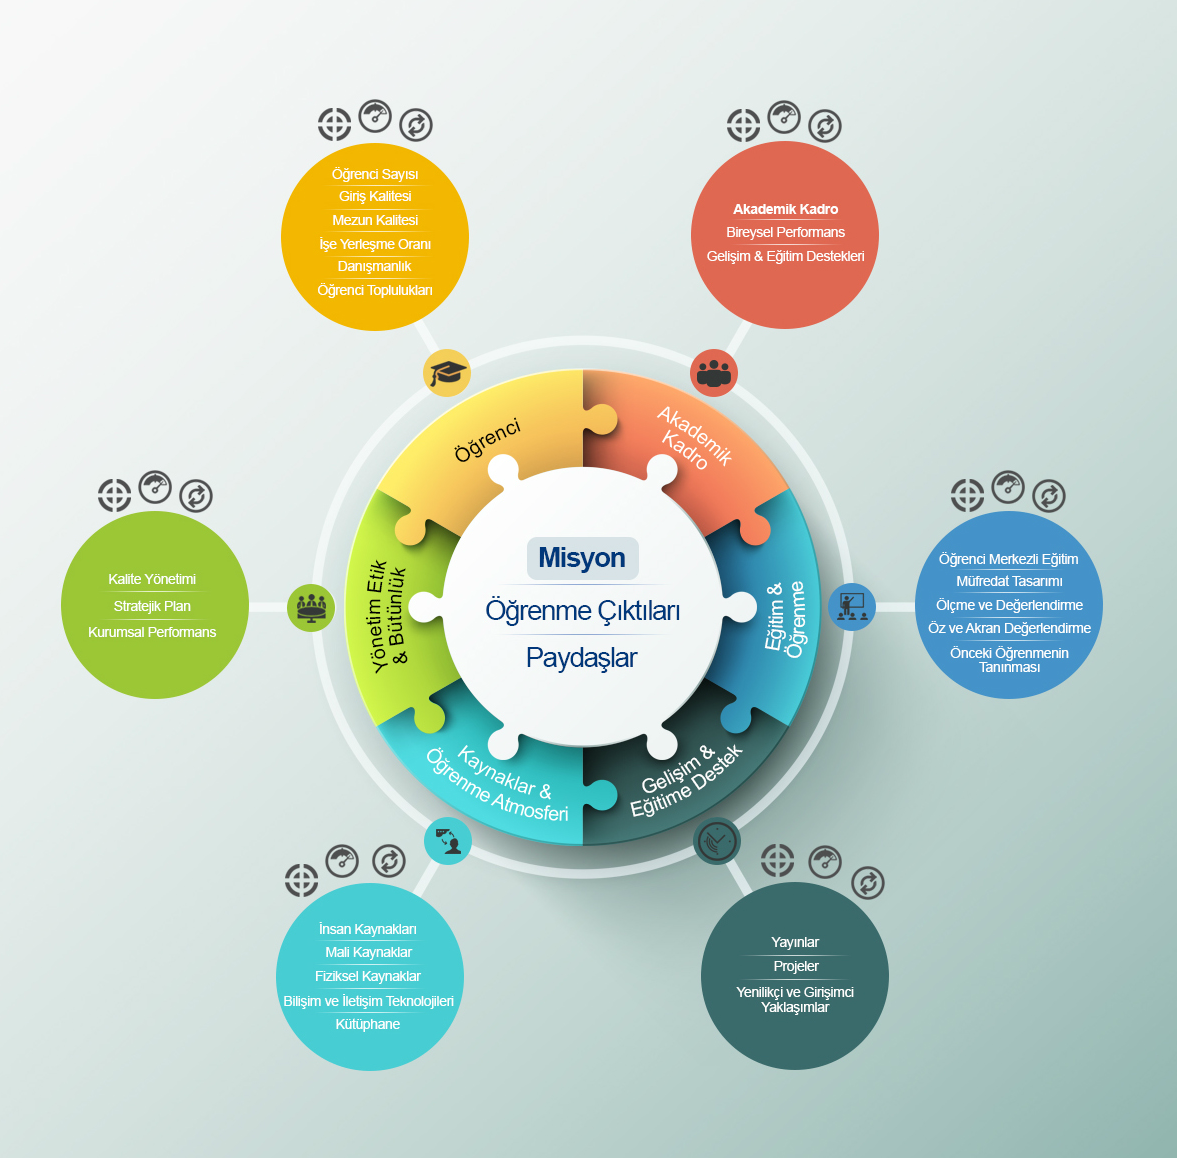 Öğrenci Sayısı
Giriş Kalitesi
Mezun Kalitesi
İşe Yerleşme Oranı
Danışmanlık
Öğrenci Toplulukları
Akademik Kadro
Bireysel Performans
Gelişim & Eğitim Destekleri
Öğrenci
Akademik
Kadro
Kalite Yönetimi
Stratejik Plan
Kurumsal Performans
Yönetim Etik
& Bütünlük
Misyon
Öğrenme Çıktıları
Paydaşlar
Eğitim &
Öğrenme
Öğrenci Merkezli Eğitim
Müfredat Tasarımı
Ölçme ve Değerlendirme
Öz ve Akran Değerlendirme
Önceki Öğrenmenin
Tanınması
Kaynaklar &
Öğrenme Atmosferi
Gelişim &
Eğitime Destek
İnsan Kaynakları
Mali Kaynaklar
Fiziksel Kaynaklar
Bilişim ve İletişim Teknolojileri
Kütüphane
Yayınlar
Projeler
Yenilikçi ve Girişimci
Yaklaşımlar